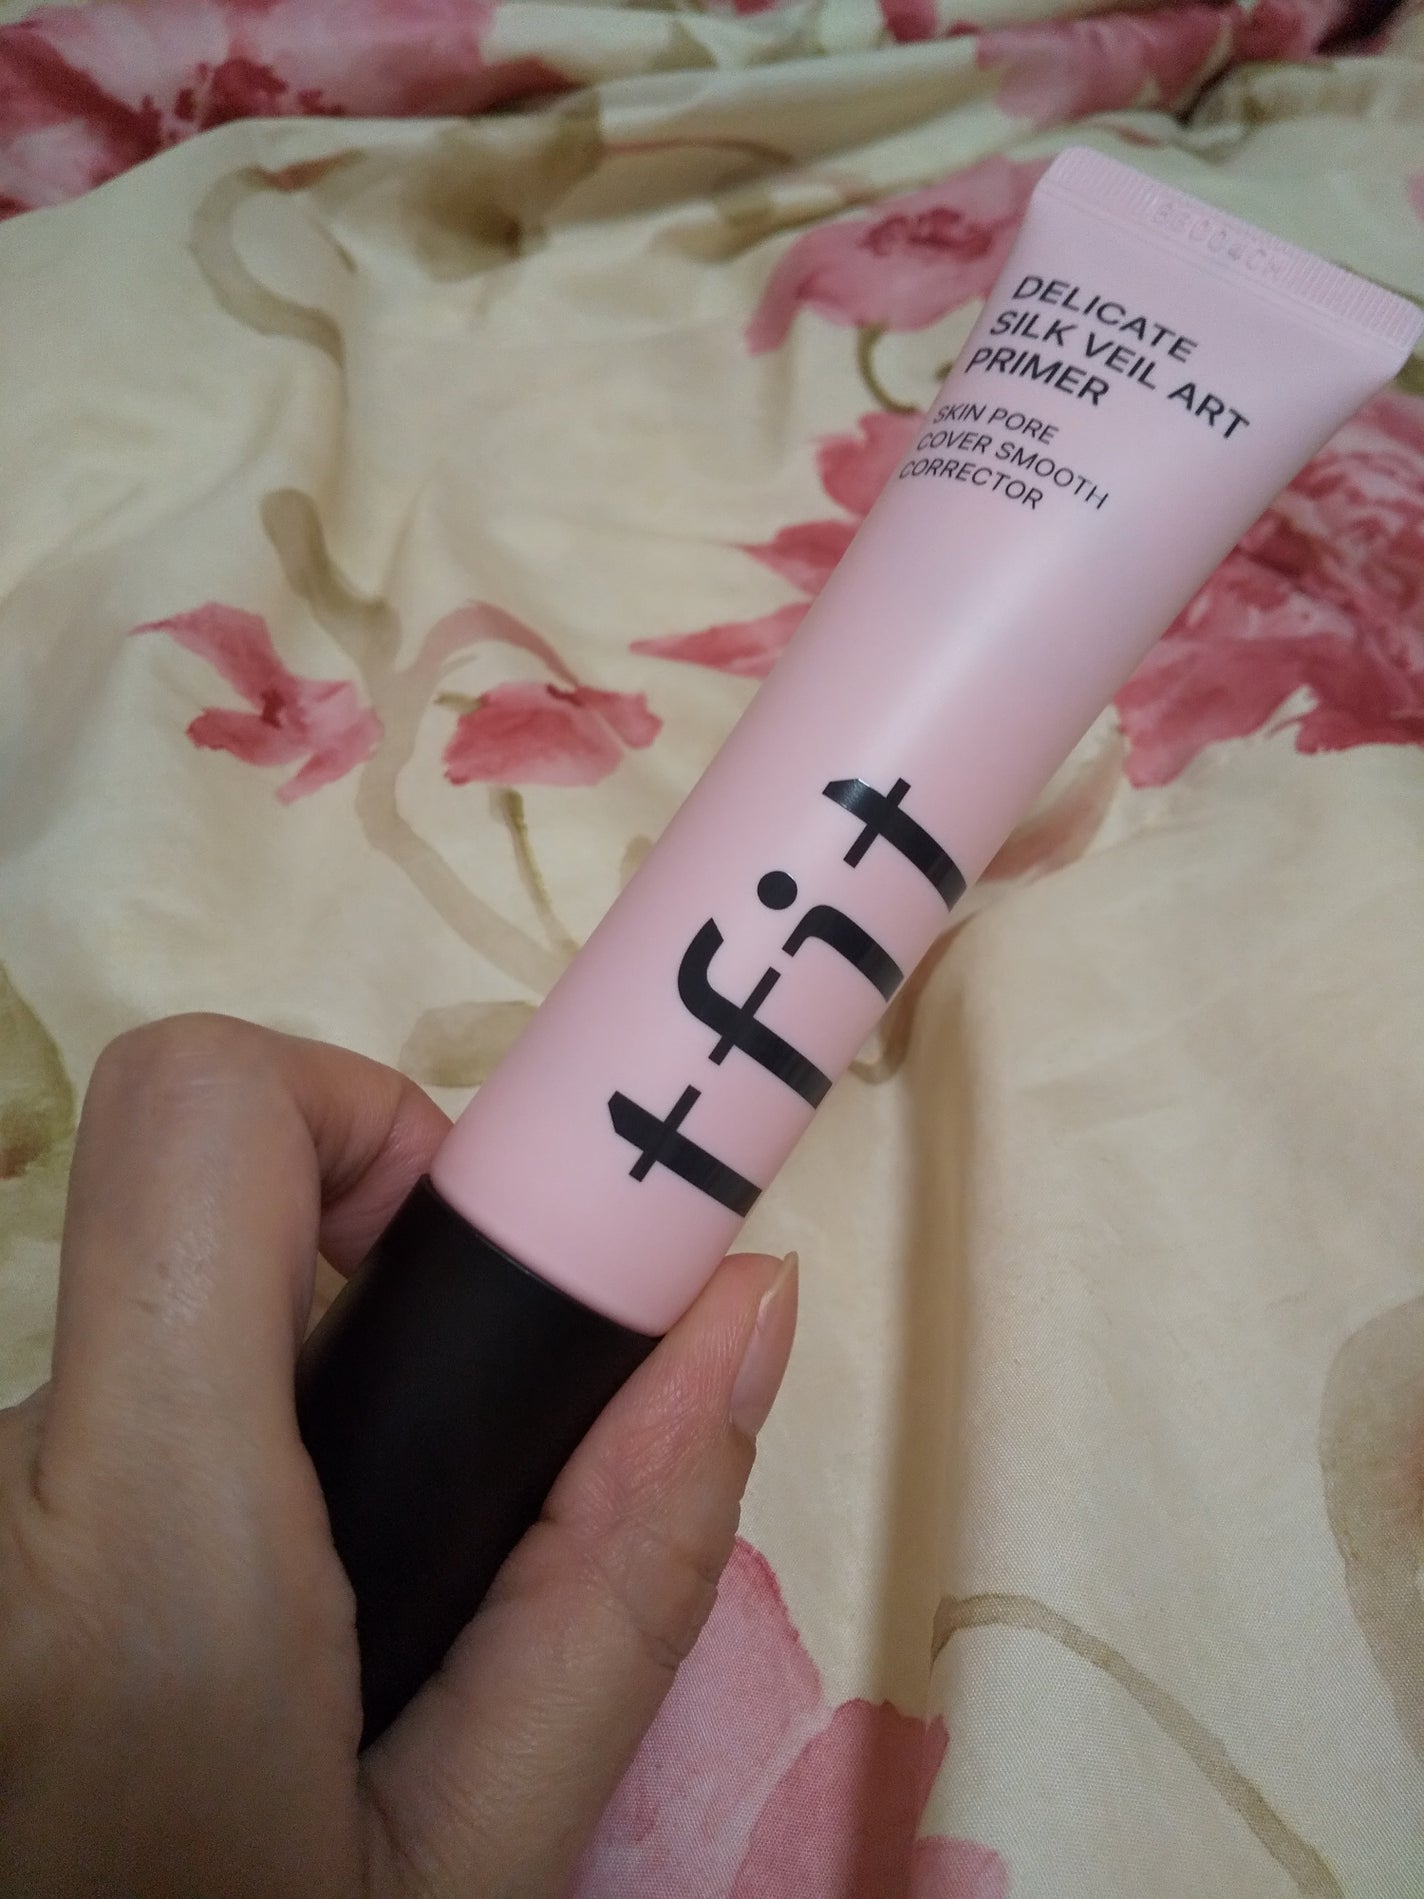 DELICATE
SILK VEIL ART
PRIMER
SKIN PORE
COVER SMOOTH
CORRECTOR
tfit